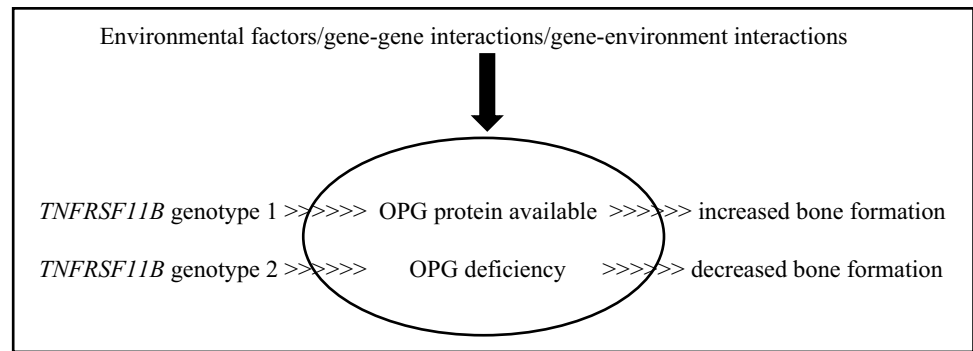 Environmental factors/gene-gene interactions/gene-environment interactions
TNFRSF11B genotype 1 >>>>>> OPG protein available >>>>>> increased bone formation
TNFRSF11B genotype 2 >>>>>> OPG deficiency >>>>>> decreased bone formation